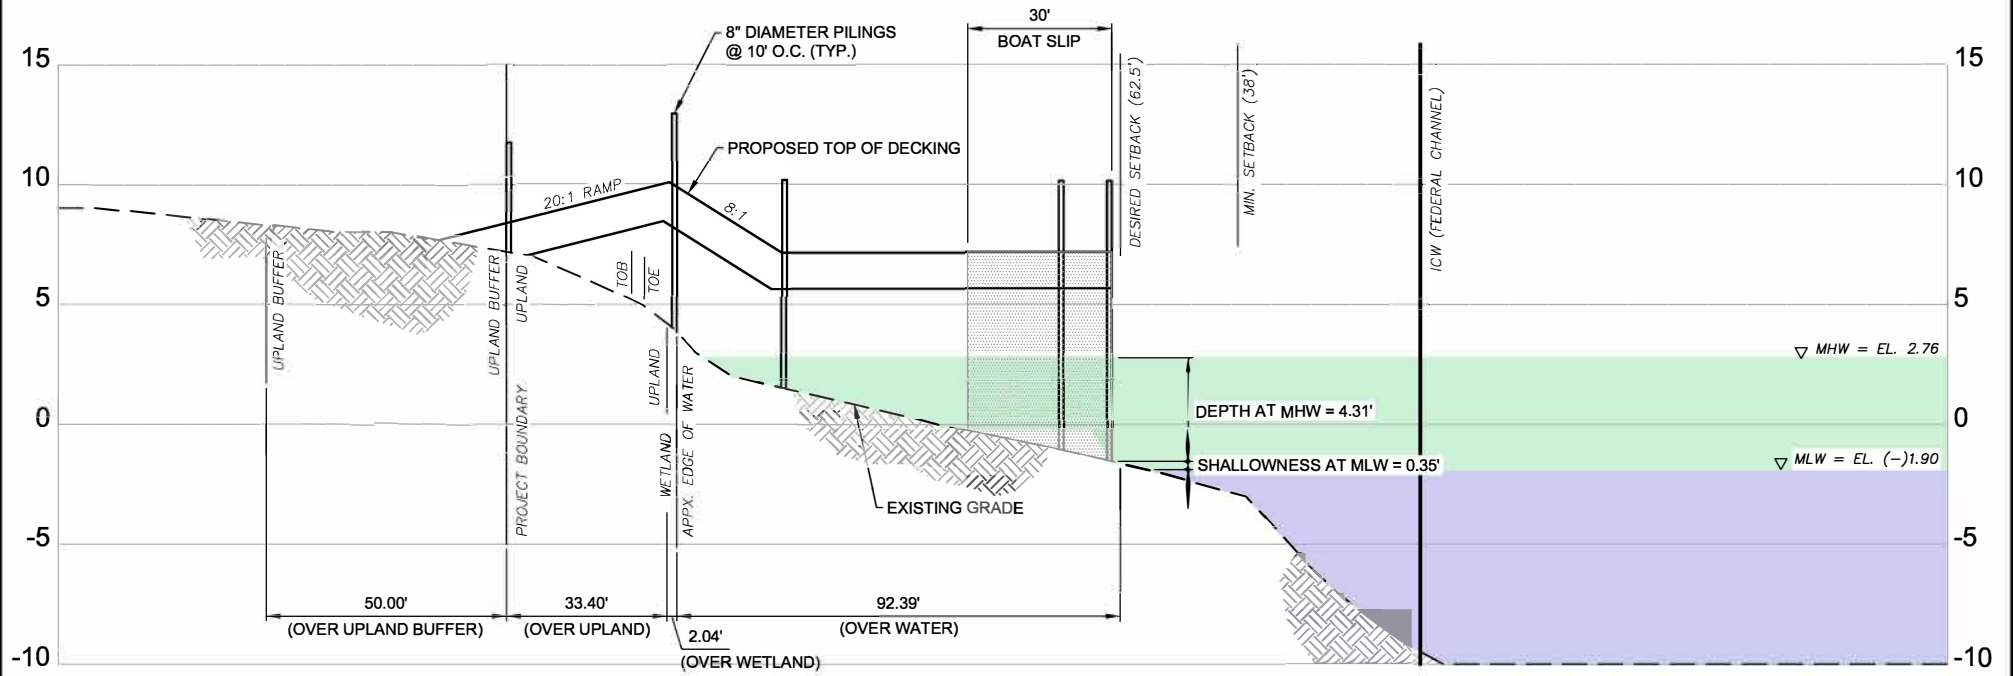 30'
BOAT SLIP
8" DIAMETER PILINGS
@ 10' O.C. (TYP.)
15
15
DESIRED SETBACK (62.5')
MIN. SETBACK (38')
ICW (FEDERAL CHANNEL)
PROPOSED TOP OF DECKING
10
10
20:1 RAMP
8:1
UPLAND BUFFER
UPLAND BUFFER
UPLAND
TOB
TOE
5
5
MHW = EL. 2.76
UPLAND
WETLAND
APPX. EDGE OF WATER
PROJECT BOUNDARY
0
0
DEPTH AT MHW = 4.31'
SHALLOWNESS AT MLW = 0.35'
MLW = EL. (-)1.90
EXISTING GRADE
-5
-5
50.00'
(OVER UPLAND BUFFER)
33.40'
(OVER UPLAND)
92.39'
(OVER WATER)
2.04'
(OVER WETLAND)
-10
-10